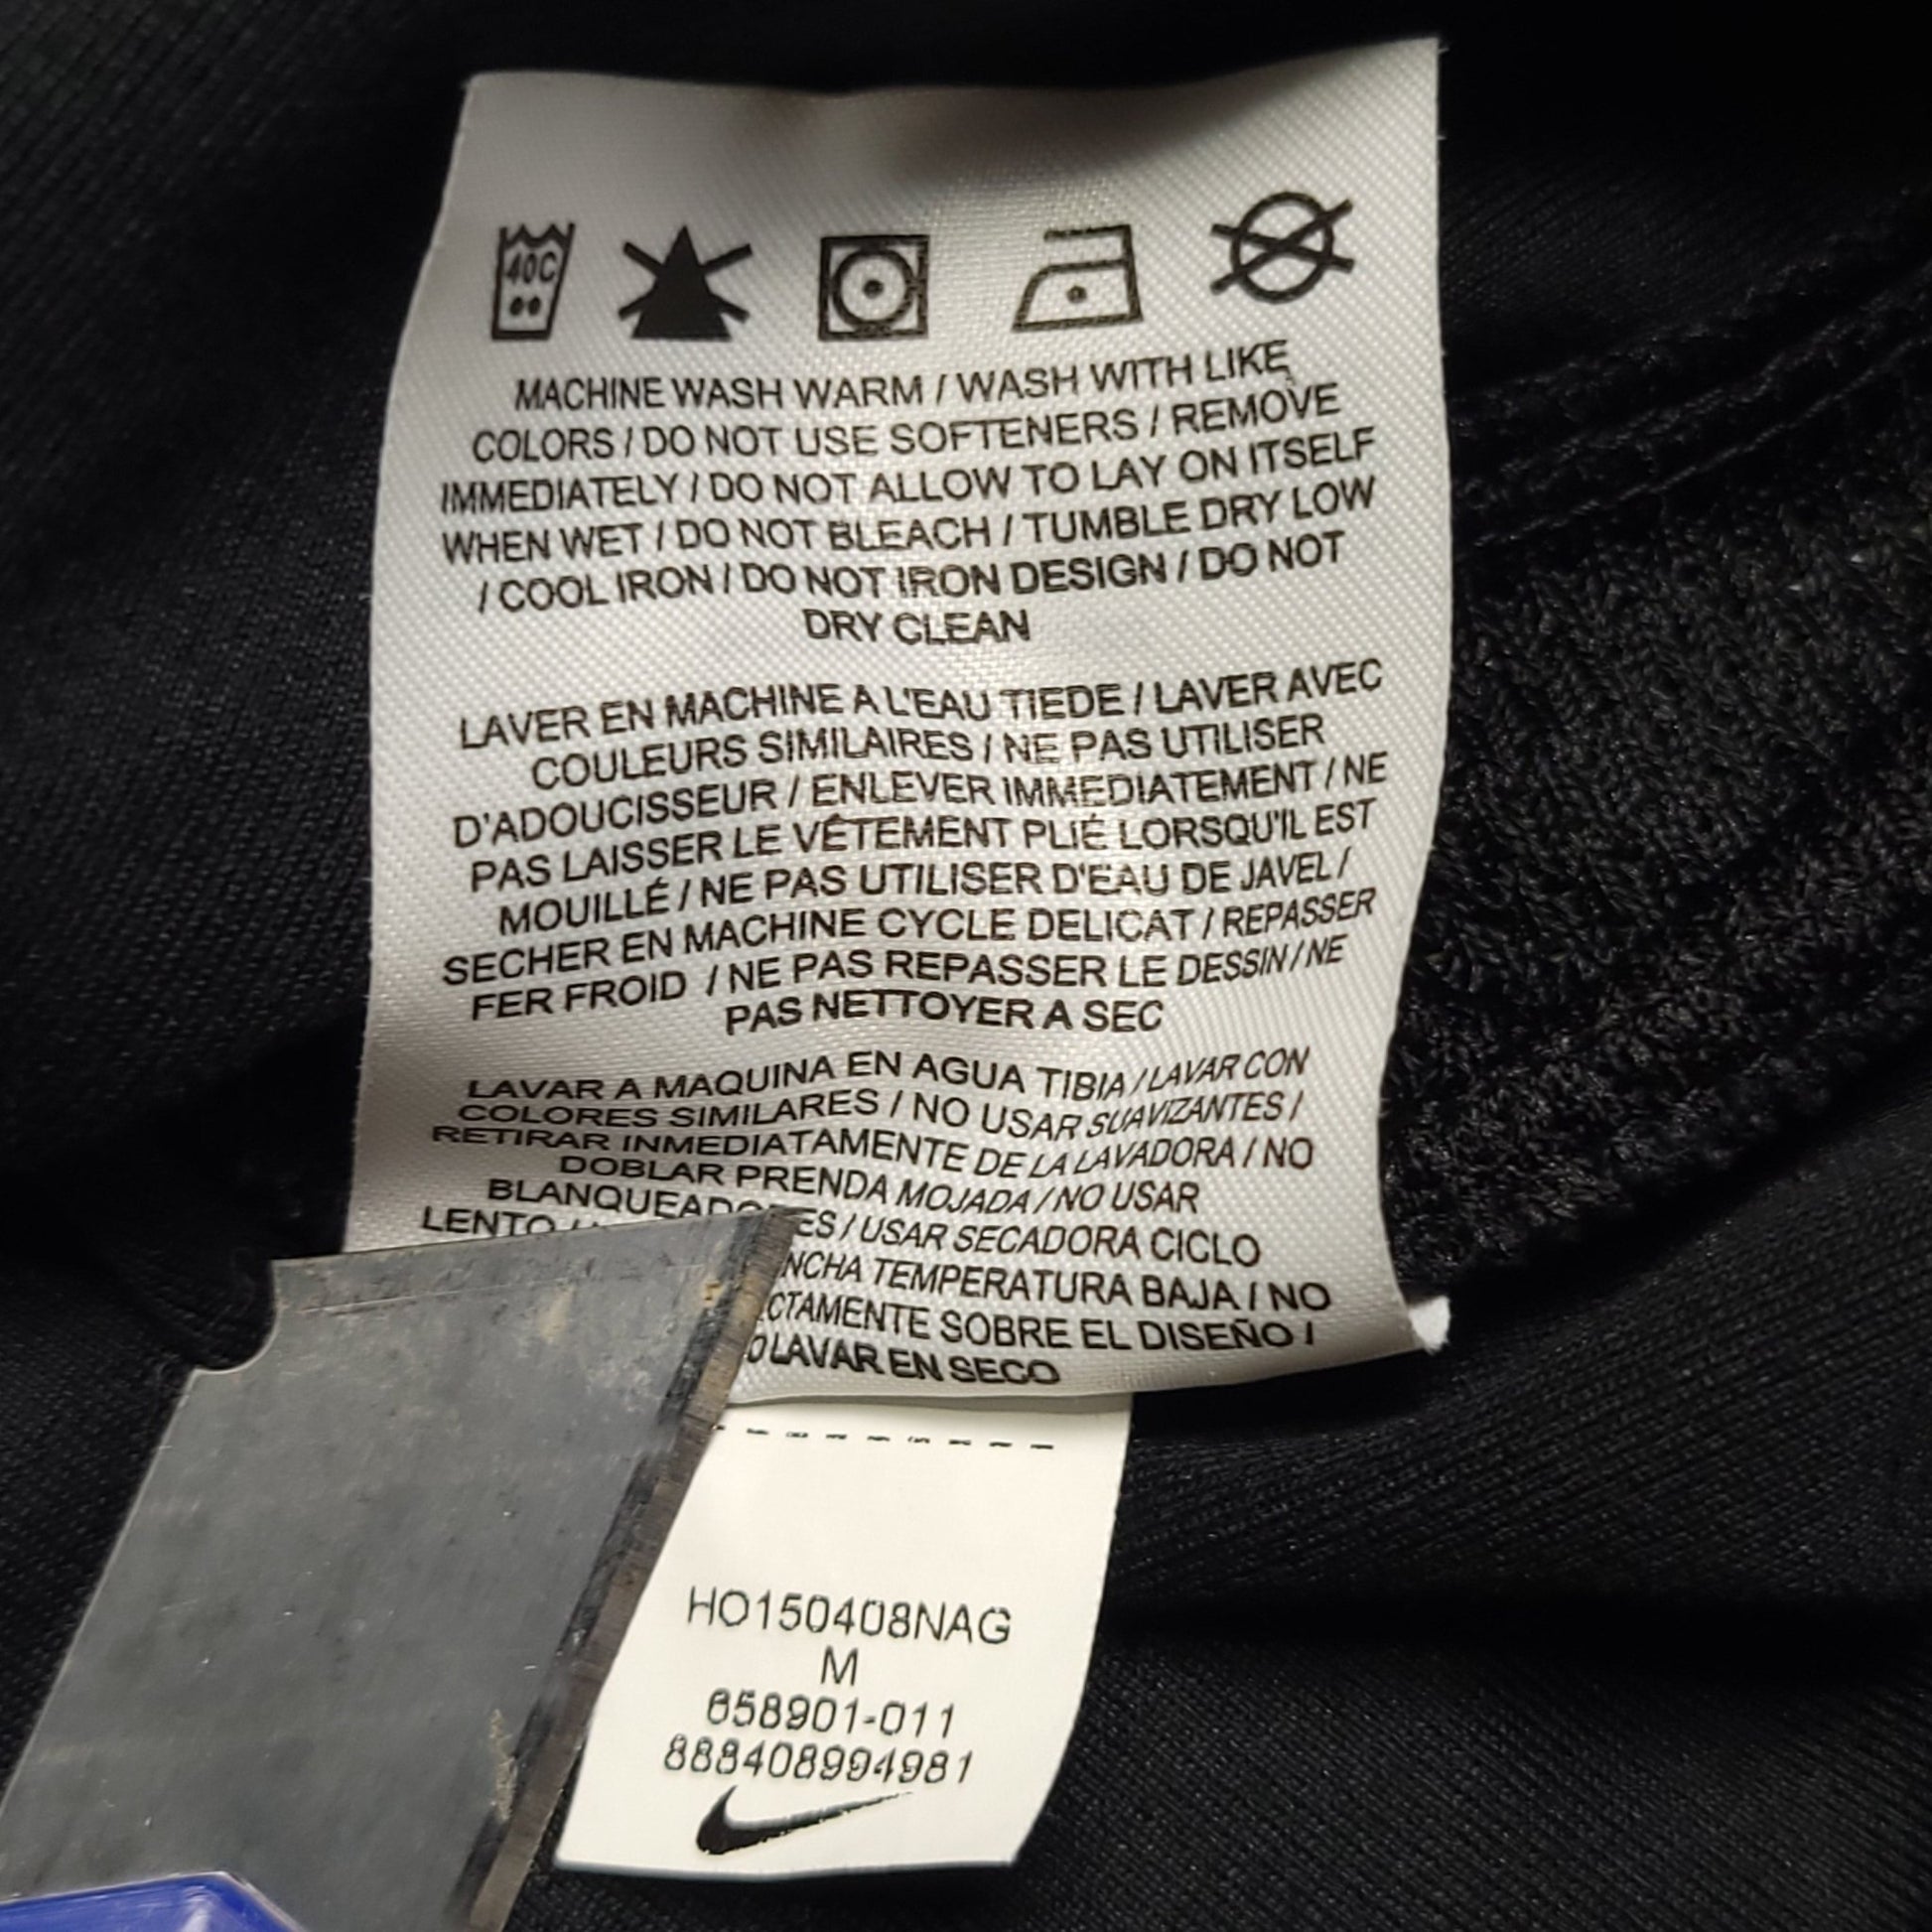 40C
MACHINE WASH WARM / WASH WITH LIKE
COLORS / DO NOT USE SOFTENERS / REMOVE
IMMEDIATELY / DO NOT ALLOW TO LAY ON ITSELF
WHEN WET / DO NOT BLEACH / TUMBLE DRY LOW
/ COOL IRON / DO NOT IRON DESIGN / DO NOT
DRY CLEAN
LAVER EN MACHINE A L'EAU TIEDE / LAVER AVEC
COULEURS SIMILAIRES / NE PAS UTILISER
D'ADOUCISSEUR / ENLEVER IMMEDIATEMENT / NE
PAS LAISSER LE VÊTEMENT PLIÉ LORSQU'IL EST
MOUILLÉ / NE PAS UTILISER D'EAU DE JAVEL /
SECHER EN MACHINE CYCLE DELICAT / REPASSER
FER FROID / NE PAS REPASSER LE DESSIN / NE
PAS NETTOYER A SEC
LAVAR A MAQUINA EN AGUA TIBIA / LAVAR CON
COLORES SIMILARES / NO USAR SUAVIZANTES /
RETIRAR INMEDIATAMENTE DE LA LAVADORA / NO
DOBLAR PRENDA MOJADA / NO USAR
BLANQUEADORES / USAR SECADORA CICLO
LENTO / TEMPERATURA BAJA / NO
SOBRE EL DISEÑO /
LAVAR EN SECO
HO150408NAG
M
658901-011
888408994981